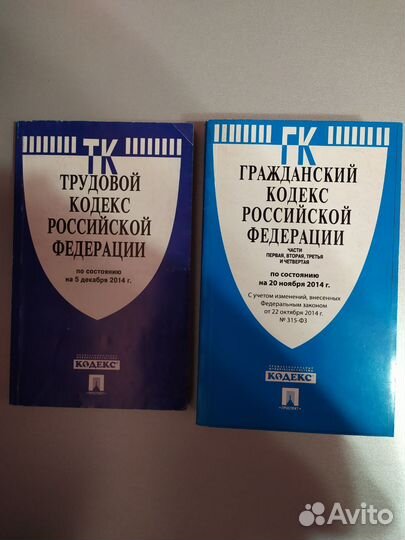 ТК
ТРУДОВОЙ
КОДЕКС
РОССИЙСКОЙ
ФЕДЕРАЦИИ
по состоянию
на 5 декабря 2014 г.
КОДЕКС
ГК
ГРАЖДАНСКИЙ
КОДЕКС
РОССИЙСКОЙ
ФЕДЕРАЦИИ
ЧАСТИ
ПЕРВАЯ, ВТОРАЯ, ТРЕТЬЯ
И ЧЕТВЕРТАЯ
по состоянию
на 20 ноября 2014 г.
С учетом изменений, внесенных
Федеральным законом
от 22 октября 2014 г.
№ 315-ФЗ
КОДЕКС
ПРОСПЕКТ
Avito